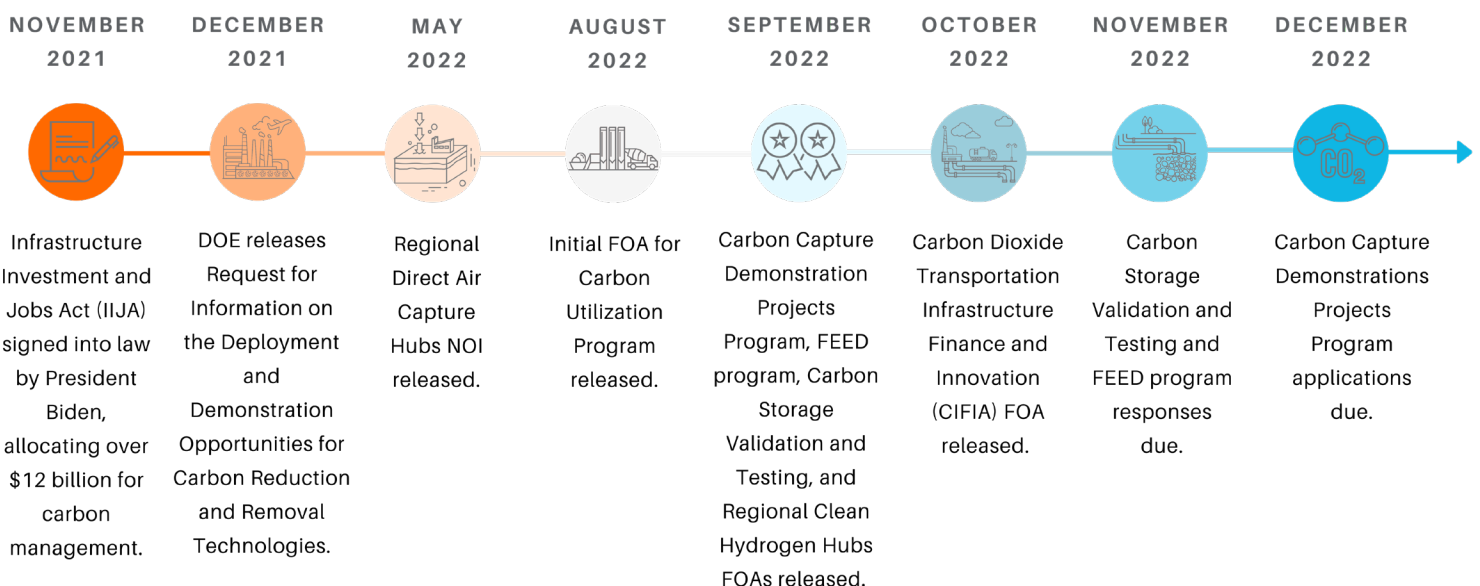 NOVEMBER
2021
Infrastructure
Investment and
Jobs Act (IIJA)
signed into law
by President
Biden,
allocating over
$12 billion for
carbon
management.
DECEMBER
2021
DOE releases
Request for
Information on
the Deployment
and
Demonstration
Opportunities for
Carbon Reduction
and Removal
Technologies.
MAY
2022
Regional
Direct Air
Capture
Hubs NOI
released.
AUGUST
2022
Initial FOA for
Carbon
Utilization
Program
released.
SEPTEMBER
2022
Carbon Capture
Demonstration
Projects
Program, FEED
program, Carbon
Storage
Validation and
Testing, and
Regional Clean
Hydrogen Hubs
FOAs released.
OCTOBER
2022
Carbon Dioxide
Transportation
Infrastructure
Finance and
Innovation
(CIFIA) FOA
released.
NOVEMBER
2022
Carbon
Storage
Validation and
Testing and
FEED program
responses
due.
DECEMBER
2022
CO₂
Carbon Capture
Demonstrations
Projects
Program
applications
due.